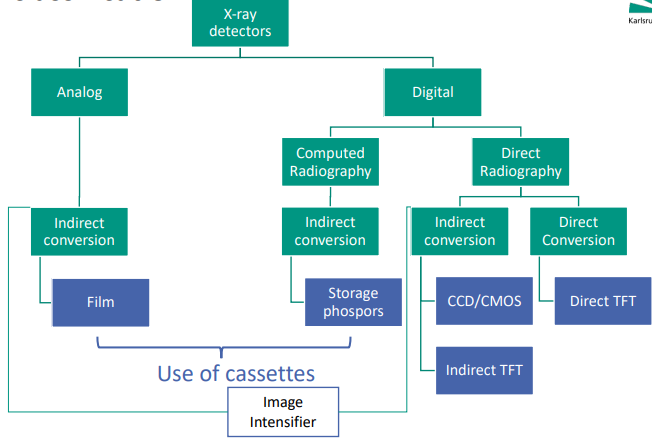 X-ray
detectors
Karlsru
Analog
Digital
Computed
Radiography
Direct
Radiography
Indirect
conversion
Indirect
conversion
Indirect
conversion
Direct
Conversion
Film
Storage
phospors
CCD/CMOS
Direct TFT
Indirect TFT
Use of cassettes
Image
Intensifier